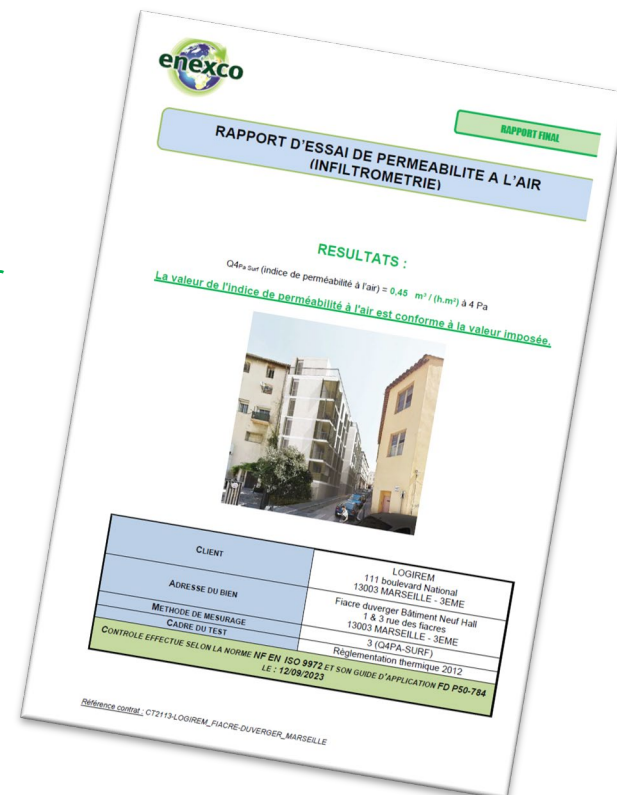 enexco
RAPPORT FINAL
RAPPORT D'ESSAI DE PERMEABILITE A L'AIR
(INFILTROMETRIE)
RESULTATS :
Q4Pa Surf (indice de perméabilité à l'air) = 0,45 m³ / (h.m²) à 4 Pa
La valeur de l'indice de perméabilité à l'air est conforme à la valeur imposée.
CLIENT
LOGIREM
111 boulevard National
13003 MARSEILLE - 3EME
ADRESSE DU BIEN
Fiacre duverger Bâtiment Neuf Hall
1 & 3 rue des fiacres
13003 MARSEILLE - 3EME
METHODE DE MESURAGE
3 (Q4PA-SURF)
CADRE DU TEST
Règlementation thermique 2012
CONTROLE EFFECTUE SELON LA NORME NF EN ISO 9972 ET SON GUIDE D'APPLICATION FD P50-784
LE : 12/09/2023
Référence contrat : CT2113-LOGIREM_FIACRE-DUVERGER_MARSEILLE